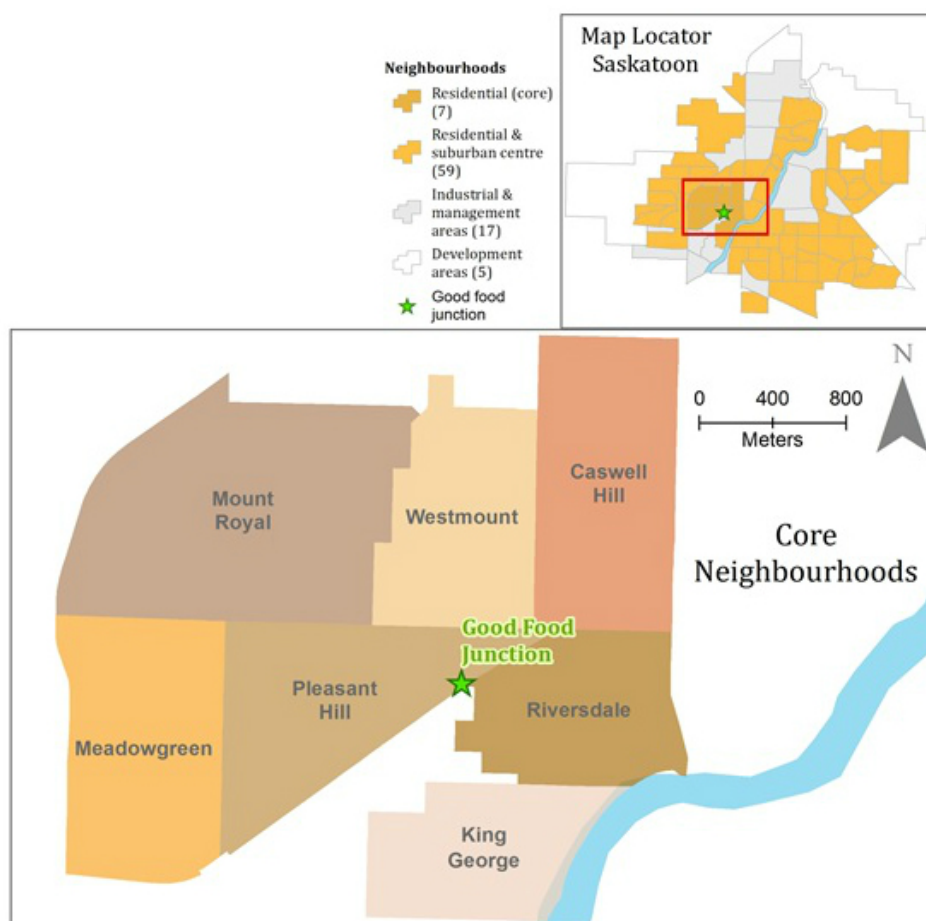 Neighbourhoods
Residential (core)
(7)
Residential &
suburban centre
(59)
Industrial &
management
areas (17)
Development
areas (5)
Good food
junction
Map Locator
Saskatoon
0 400 800
Meters
N
Core
Neighbourhoods
Mount
Royal
Westmount
Caswell
Hill
Good Food
Junction
Pleasant
Hill
Riversdale
Meadowgreen
King
George